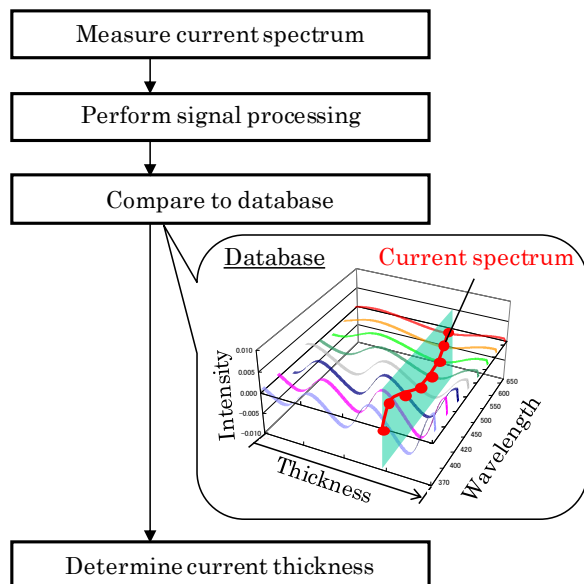 Measure current spectrum
Perform signal processing
Compare to database
Database
Current spectrum
Intensity
0.010
0.005
0.000
-0.005
-0.010
Thickness
Wavelength
650
600
580
550
500
450
420
400
370
Determine current thickness